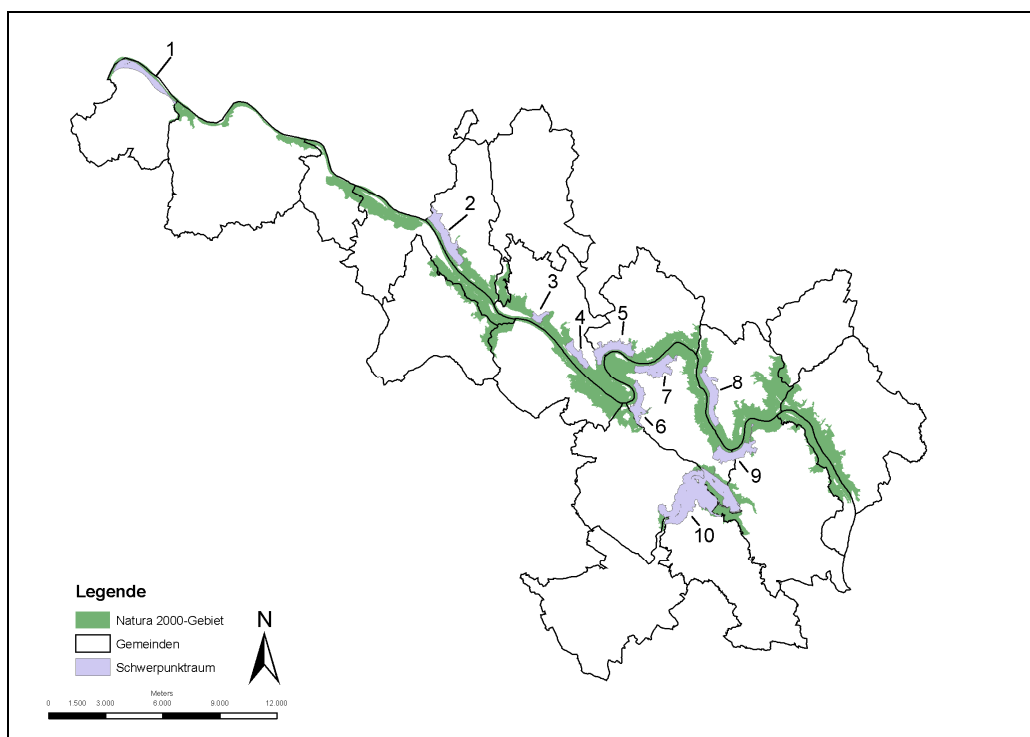 1
2
3
4
5
6
7
8
9
10
Legende
Natura 2000-Gebiet
Gemeinden
Schwerpunktraum
N
Meters
0 1.500 3.000 6.000 9.000 12.000